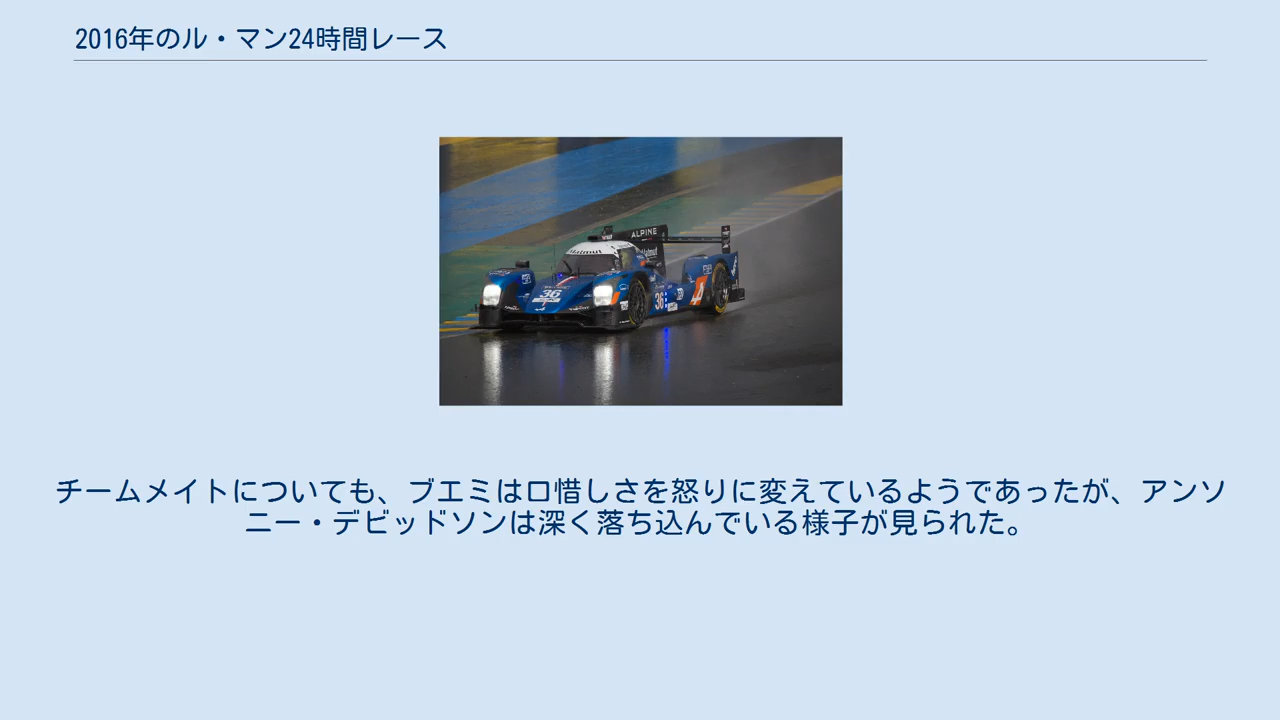 2016年のル・マン24時間レース
ALPINE
36
36
チームメイトについても、ブエミは口惜しさを怒りに変えているようであったが、アンソ
ニー・デビッドソンは深く落ち込んでいる様子が見られた。